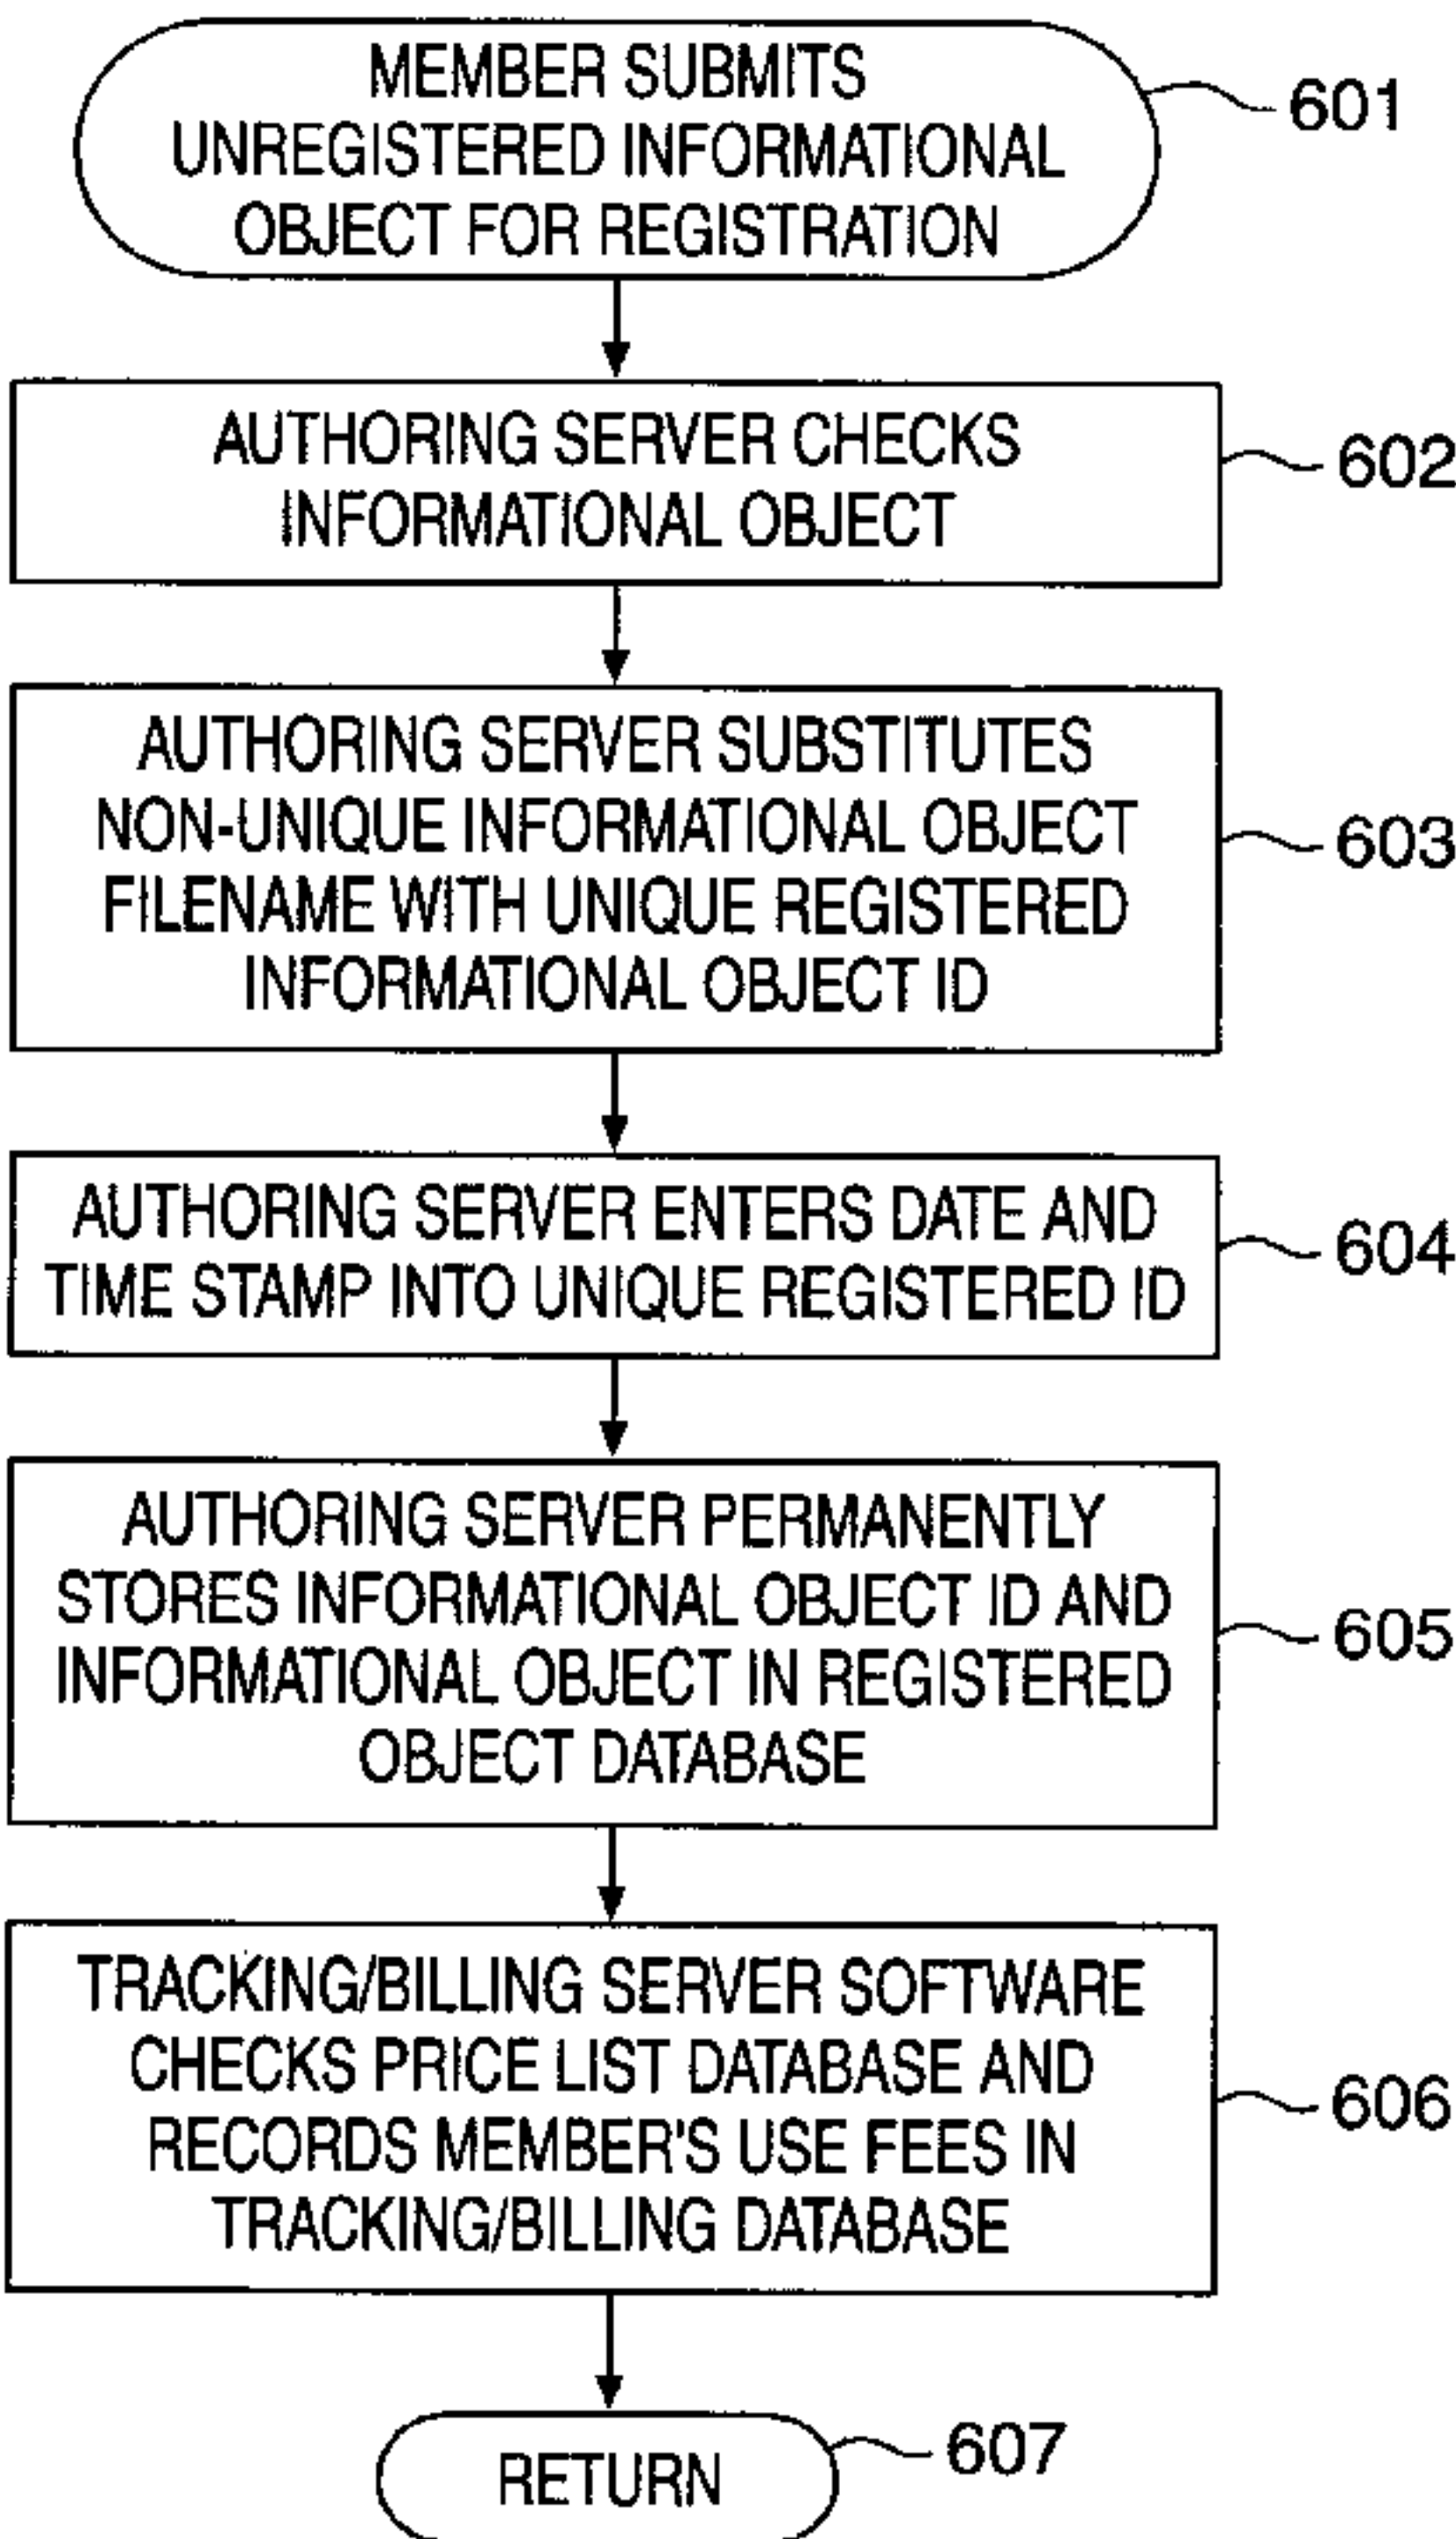 MEMBER SUBMITS
UNREGISTERED INFORMATIONAL
OBJECT FOR REGISTRATION
601
AUTHORING SERVER CHECKS
INFORMATIONAL OBJECT
602
AUTHORING SERVER SUBSTITUTES
NON-UNIQUE INFORMATIONAL OBJECT
FILENAME WITH UNIQUE REGISTERED
INFORMATIONAL OBJECT ID
603
AUTHORING SERVER ENTERS DATE AND
TIME STAMP INTO UNIQUE REGISTERED ID
604
AUTHORING SERVER PERMANENTLY
STORES INFORMATIONAL OBJECT ID AND
INFORMATIONAL OBJECT IN REGISTERED
OBJECT DATABASE
605
TRACKING/BILLING SERVER SOFTWARE
CHECKS PRICE LIST DATABASE AND
RECORDS MEMBER'S USE FEES IN
TRACKING/BILLING DATABASE
606
RETURN
607